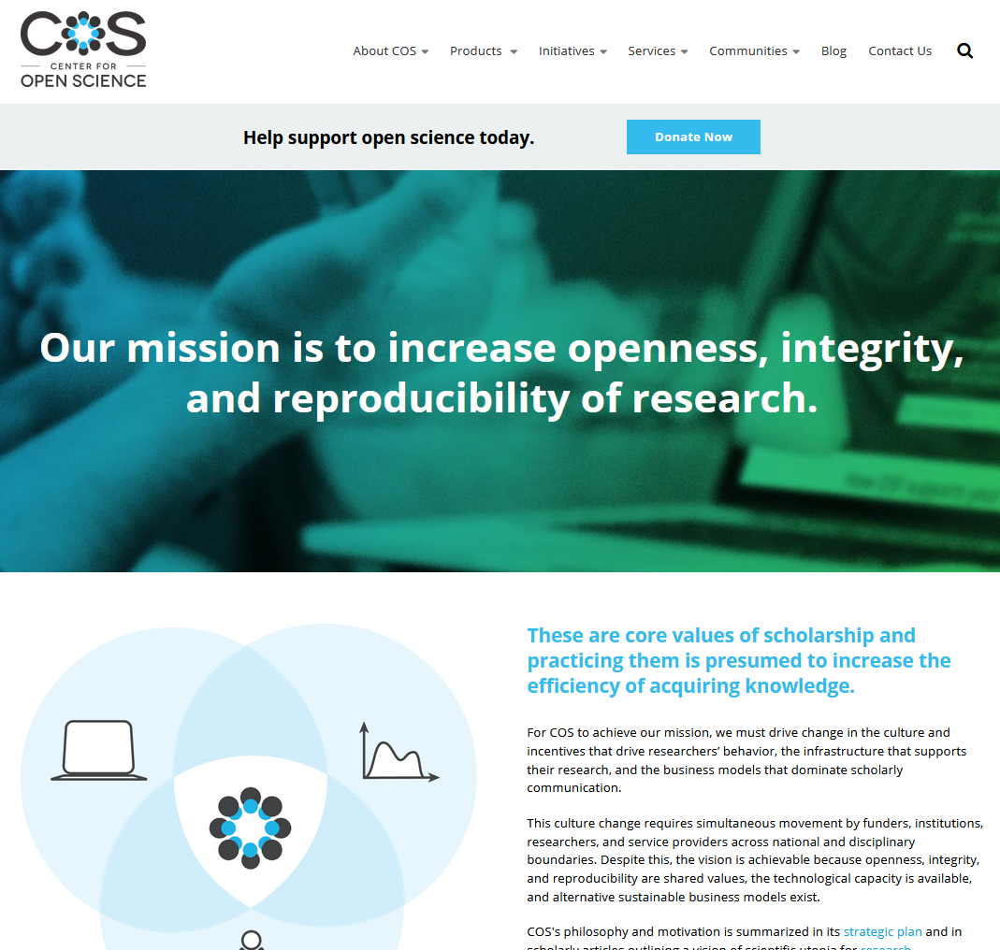 COS
CENTER FOR
OPEN SCIENCE
About COS
Products
Initiatives
Services
Communities
Blog
Contact Us
Help support open science today.
Donate Now
Our mission is to increase openness, integrity,
and reproducibility of research.
These are core values of scholarship and
practicing them is presumed to increase the
efficiency of acquiring knowledge.
For COS to achieve our mission, we must drive change in the culture and
incentives that drive researchers’ behavior, the infrastructure that supports
their research, and the business models that dominate scholarly
communication.
This culture change requires simultaneous movement by funders, institutions,
researchers, and service providers across national and disciplinary
boundaries. Despite this, the vision is achievable because openness, integrity,
and reproducibility are shared values, the technological capacity is available,
and alternative sustainable business models exist.
COS's philosophy and motivation is summarized in its strategic plan and in
scholarly articles outlining a vision of scientific utopia for research